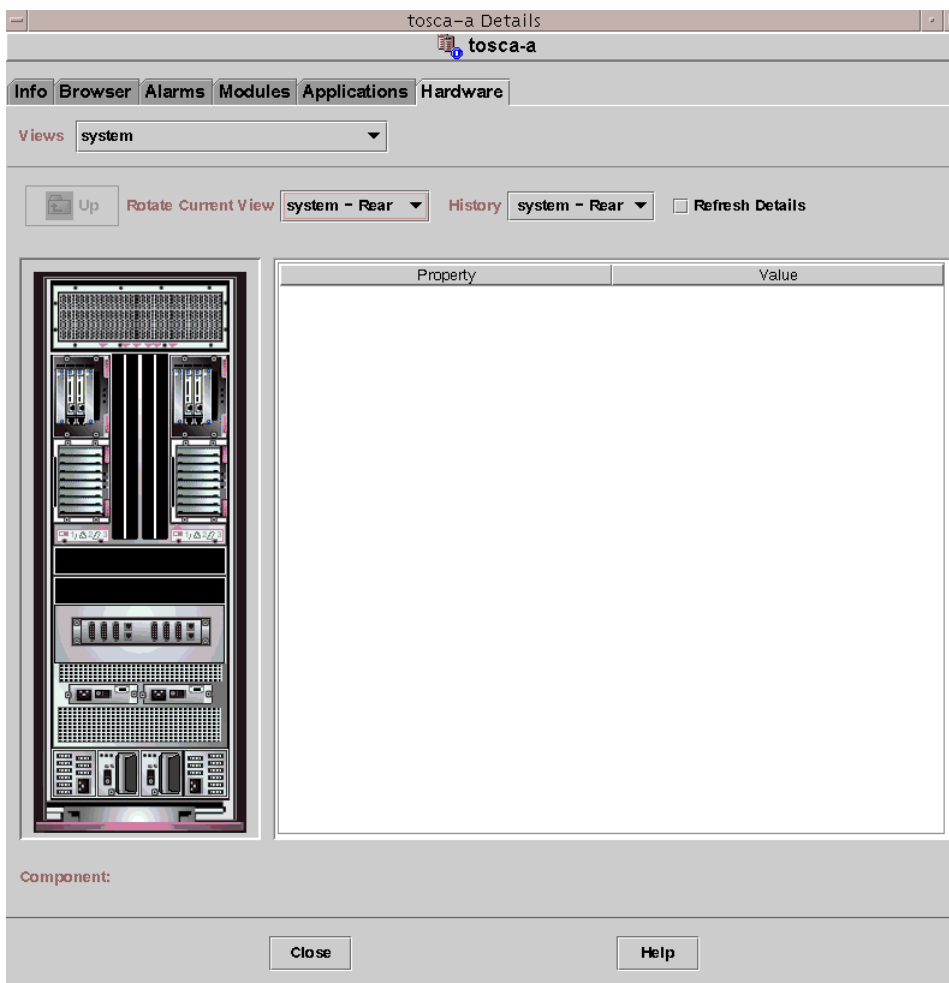 tosca-a Details
tosca-a
Info Browser Alarms Modules Applications Hardware
Views system
Up Rotate Current View system - Rear History system - Rear Refresh Details
Property Value
Component:
Close Help